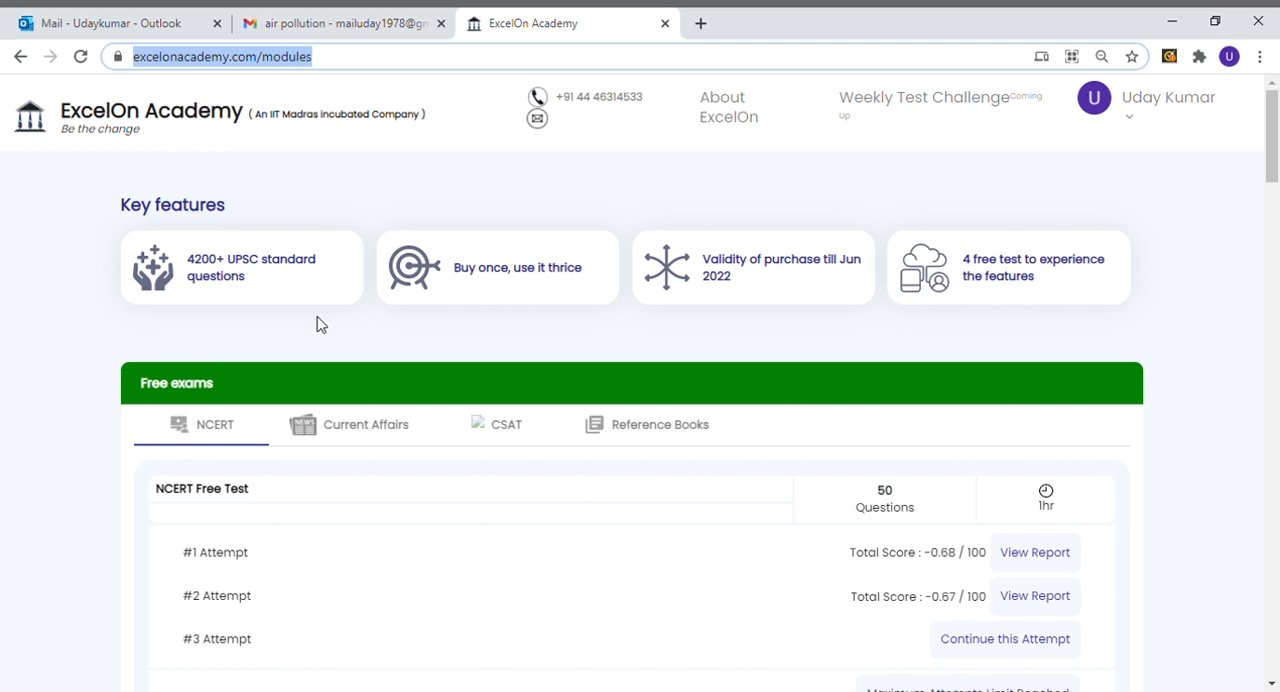 Mail - Udaykumar - Outlook
air pollution - mailuday1978@gm
ExcelOn Academy
excelonacademy.com/modules
U
ExcelOn Academy ( An IIT Madras incubated Company )
Be the change
+91 44 46314533
About
ExcelOn
Weekly Test Challenge Coming
Up
U
Uday Kumar
Key features
4200+ UPSC standard
questions
Buy once, use it thrice
Validity of purchase till Jun
2022
4 free test to experience
the features
Free exams
NCERT
NEWS
Current Affairs
CSAT
Reference Books
NCERT Free Test
50
Questions
1hr
#1 Attempt
Total Score : -0.68 / 100
View Report
#2 Attempt
Total Score : -0.67 / 100
View Report
#3 Attempt
Continue this Attempt
Maximum Attempts Limit Reached